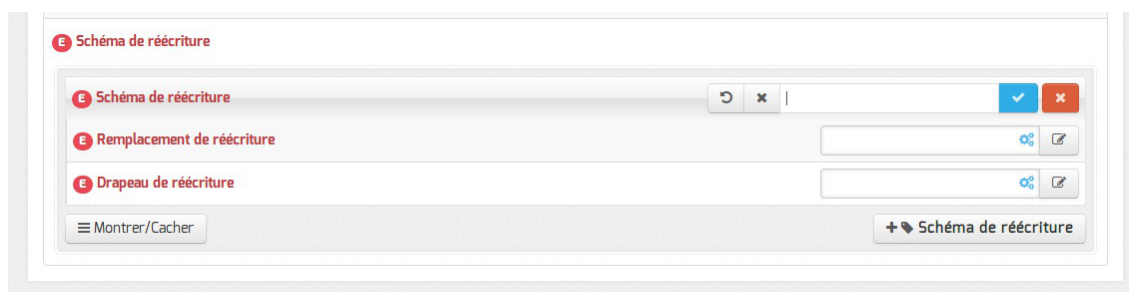 E Schéma de réécriture
E Schéma de réécriture
E Remplacement de réécriture
E Drapeau de réécriture
Montrer/Cacher
Schéma de réécriture